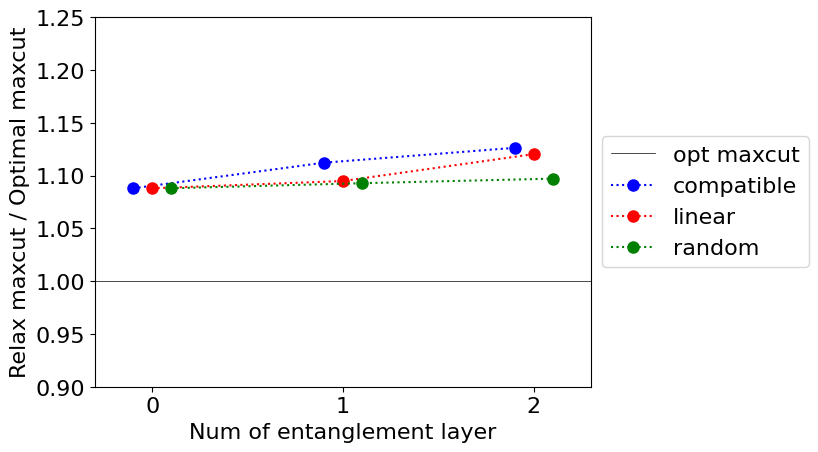 Relax maxcut / Optimal maxcut
1.25
1.20
1.15
1.10
1.05
1.00
0.95
0.90
0 1 2
Num of entanglement layer
opt maxcut
compatible
linear
random